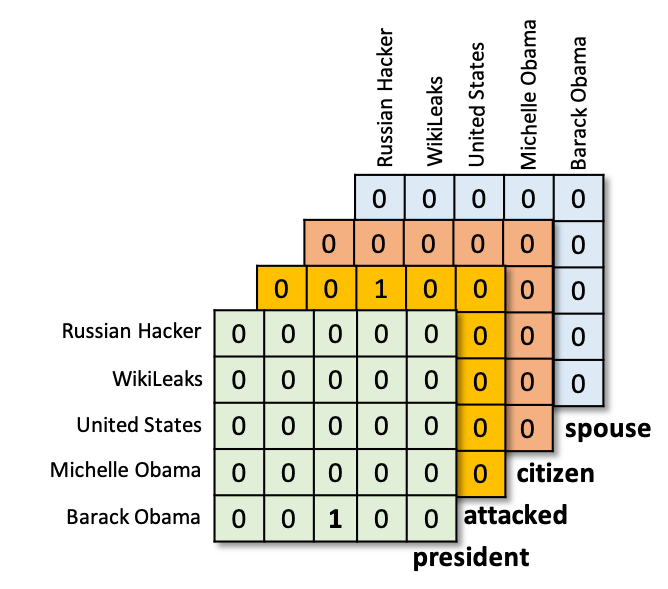 Russian Hacker
WikiLeaks
United States
Michelle Obama
Barack Obama
0 0 0 0 0
0 0 0 0 0 0
0 0 1 0 0 0 0
Russian Hacker 0 0 0 0 0 0 0 0
WikiLeaks 0 0 0 0 0 0 0 0
United States 0 0 0 0 0 0 0 spouse
Michelle Obama 0 0 0 0 0 0 citizen
Barack Obama 0 0 1 0 0 attacked
president